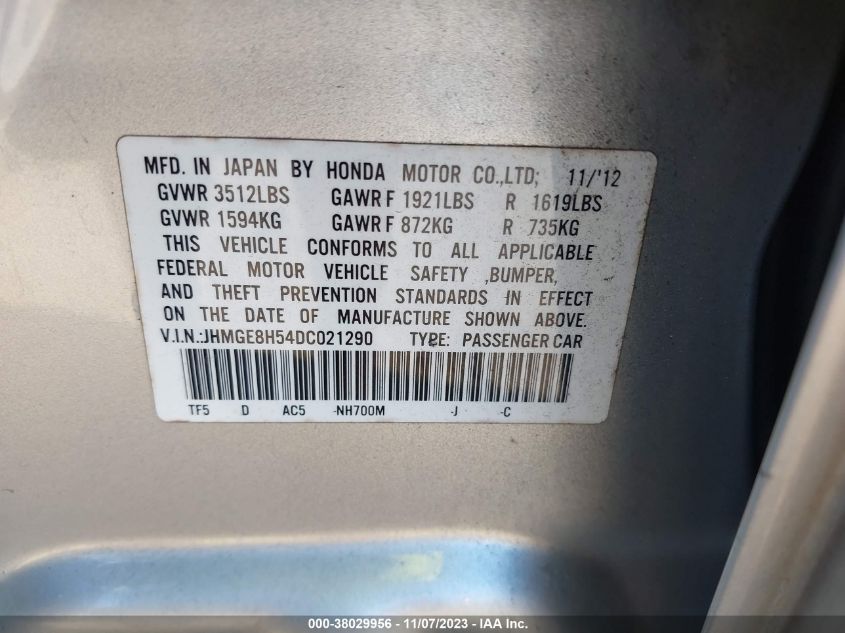 MFD. IN JAPAN BY HONDA MOTOR CO.,LTD; 11/'12
GVWR 3512LBS GAWR F 1921LBS R 1619LBS
GVWR 1594KG GAWR F 872KG R 735KG
THIS VEHICLE CONFORMS TO ALL APPLICABLE
FEDERAL MOTOR VEHICLE SAFETY ,BUMPER,
AND THEFT PREVENTION STANDARDS IN EFFECT
ON THE DATE OF MANUFACTURE SHOWN ABOVE.
V.I.N.:JHMGE8H54DC021290 TYPE: PASSENGER CAR
TF5 D AC5 -NH700M -J -C
000-38029956 - 11/07/2023 - IAA Inc.